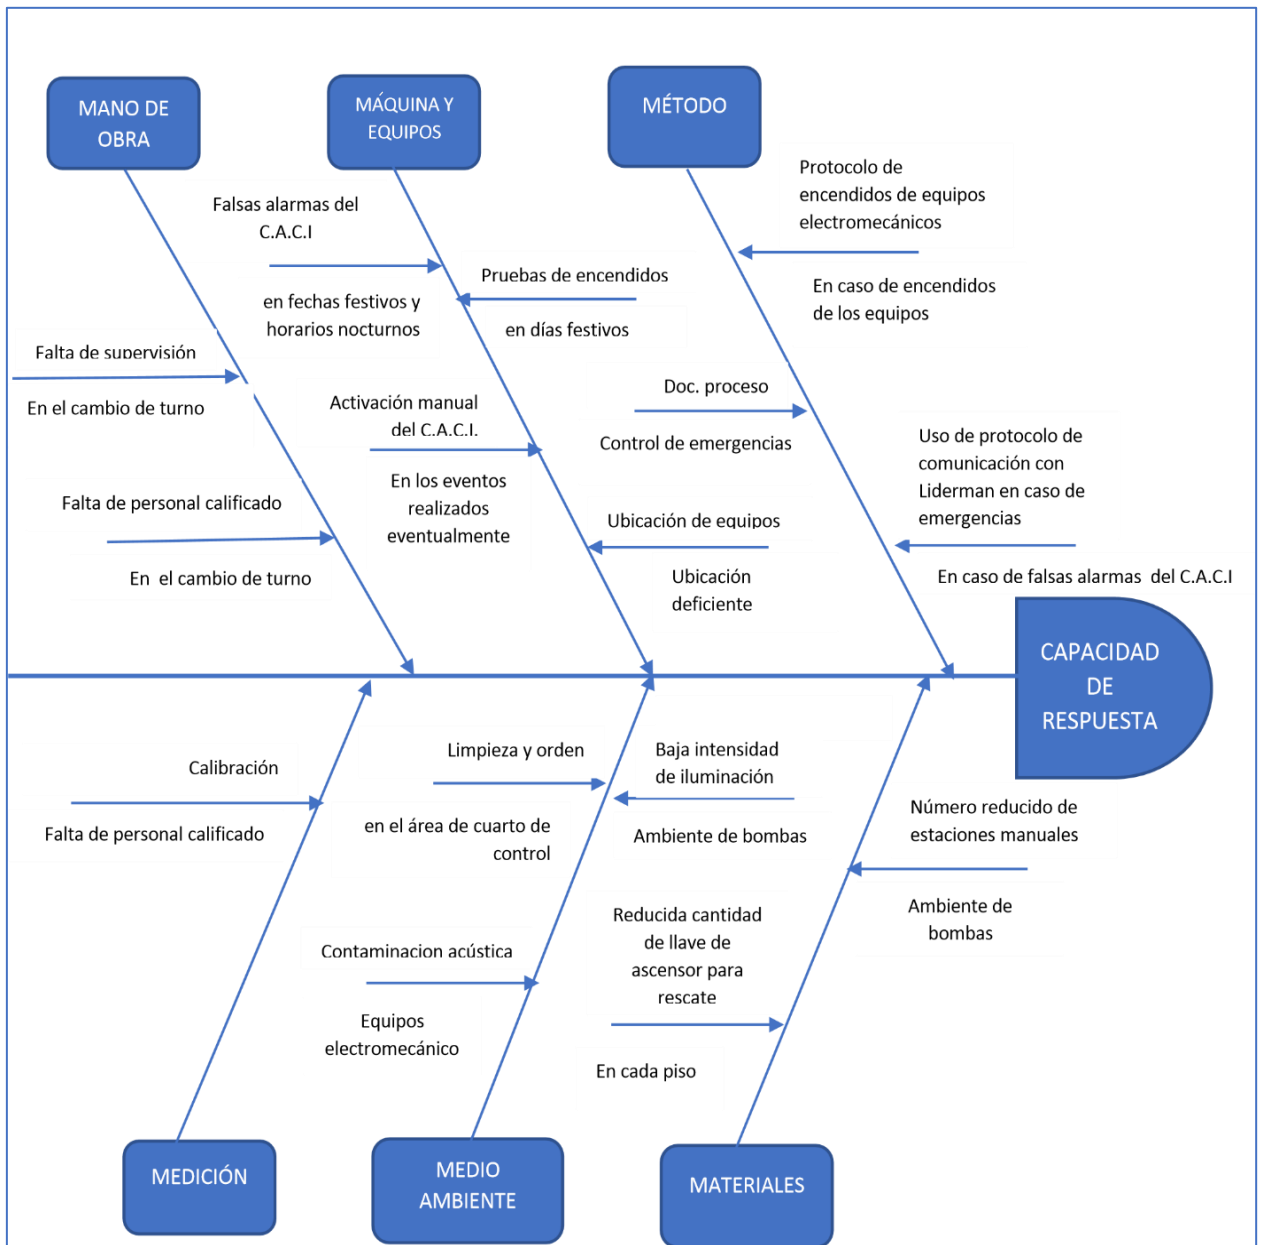 MANO DE
OBRA
MÁQUINA Y
EQUIPOS
MÉTODO
Protocolo de
encendidos de equipos
electromecánicos
En caso de encendidos
de los equipos
Falsas alarmas del
C.A.C.I
en fechas festivos y
horarios nocturnos
Pruebas de encendidos
en días festivos
Falta de supervisión
En el cambio de turno
Activación manual
del C.A.C.I.
En los eventos
realizados
eventualmente
Doc. proceso
Control de emergencias
Uso de protocolo de
comunicación con
Liderman en caso de
emergencias
En caso de falsas alarmas del C.A.C.I
Falta de personal calificado
En el cambio de turno
Ubicación de equipos
Ubicación
deficiente
CAPACIDAD
DE
RESPUESTA
Calibración
Falta de personal calificado
Limpieza y orden
en el área de cuarto de
control
Baja intensidad
de iluminación
Ambiente de bombas
Número reducido de
estaciones manuales
Ambiente de
bombas
Contaminacion acústica
Equipos
electromecánico
Reducida cantidad
de llave de
ascensor para
rescate
En cada piso
MEDICIÓN
MEDIO
AMBIENTE
MATERIALES